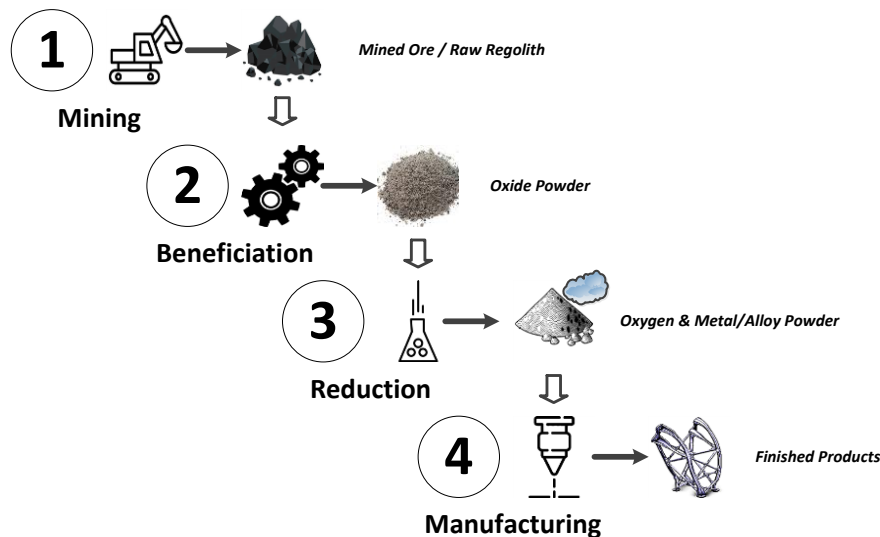 1
Mined Ore / Raw Regolith
Mining
2
Oxide Powder
Beneficiation
3
Oxygen & Metal/Alloy Powder
Reduction
4
Finished Products
Manufacturing